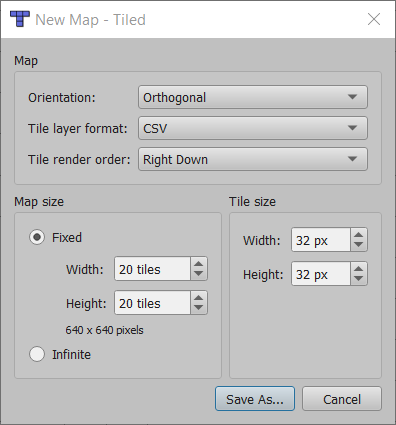 New Map - Tiled
Map
Orientation: Orthogonal
Tile layer format: CSV
Tile render order: Right Down
Map size
Fixed
Width: 20 tiles
Height: 20 tiles
640 x 640 pixels
Infinite
Tile size
Width: 32 px
Height: 32 px
Save As...
Cancel